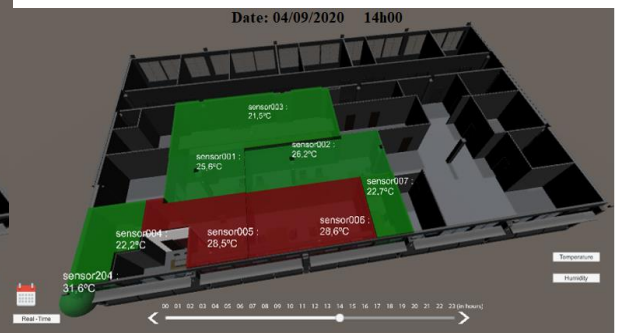 Date: 04/09/2020 14h00
sensor003 :
21,5ºC
sensor002 :
26,2ºC
sensor001 :
25,6ºC
sensor007 :
22,7ºC
sensor006 :
28,6ºC
sensor004 :
22,2ºC
sensor005 :
28,5ºC
sensor204 :
31,6ºC
Temperature
Humidity
00 01 02 03 04 05 06 07 08 09 10 11 12 13 14 15 16 17 18 19 20 21 22 23 (in hours)
Real -Time